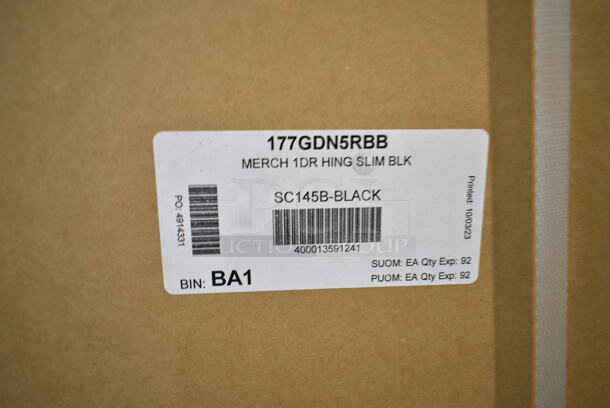 177GDN5RBB
MERCH 1DR HING SLIM BLK
SC145B-BLACK
PO: 4914331
400013591241
Printed: 10/03/23
SUOM: EA Qty Exp: 92
BIN: BA1
PUOM: EA Qty Exp: 92